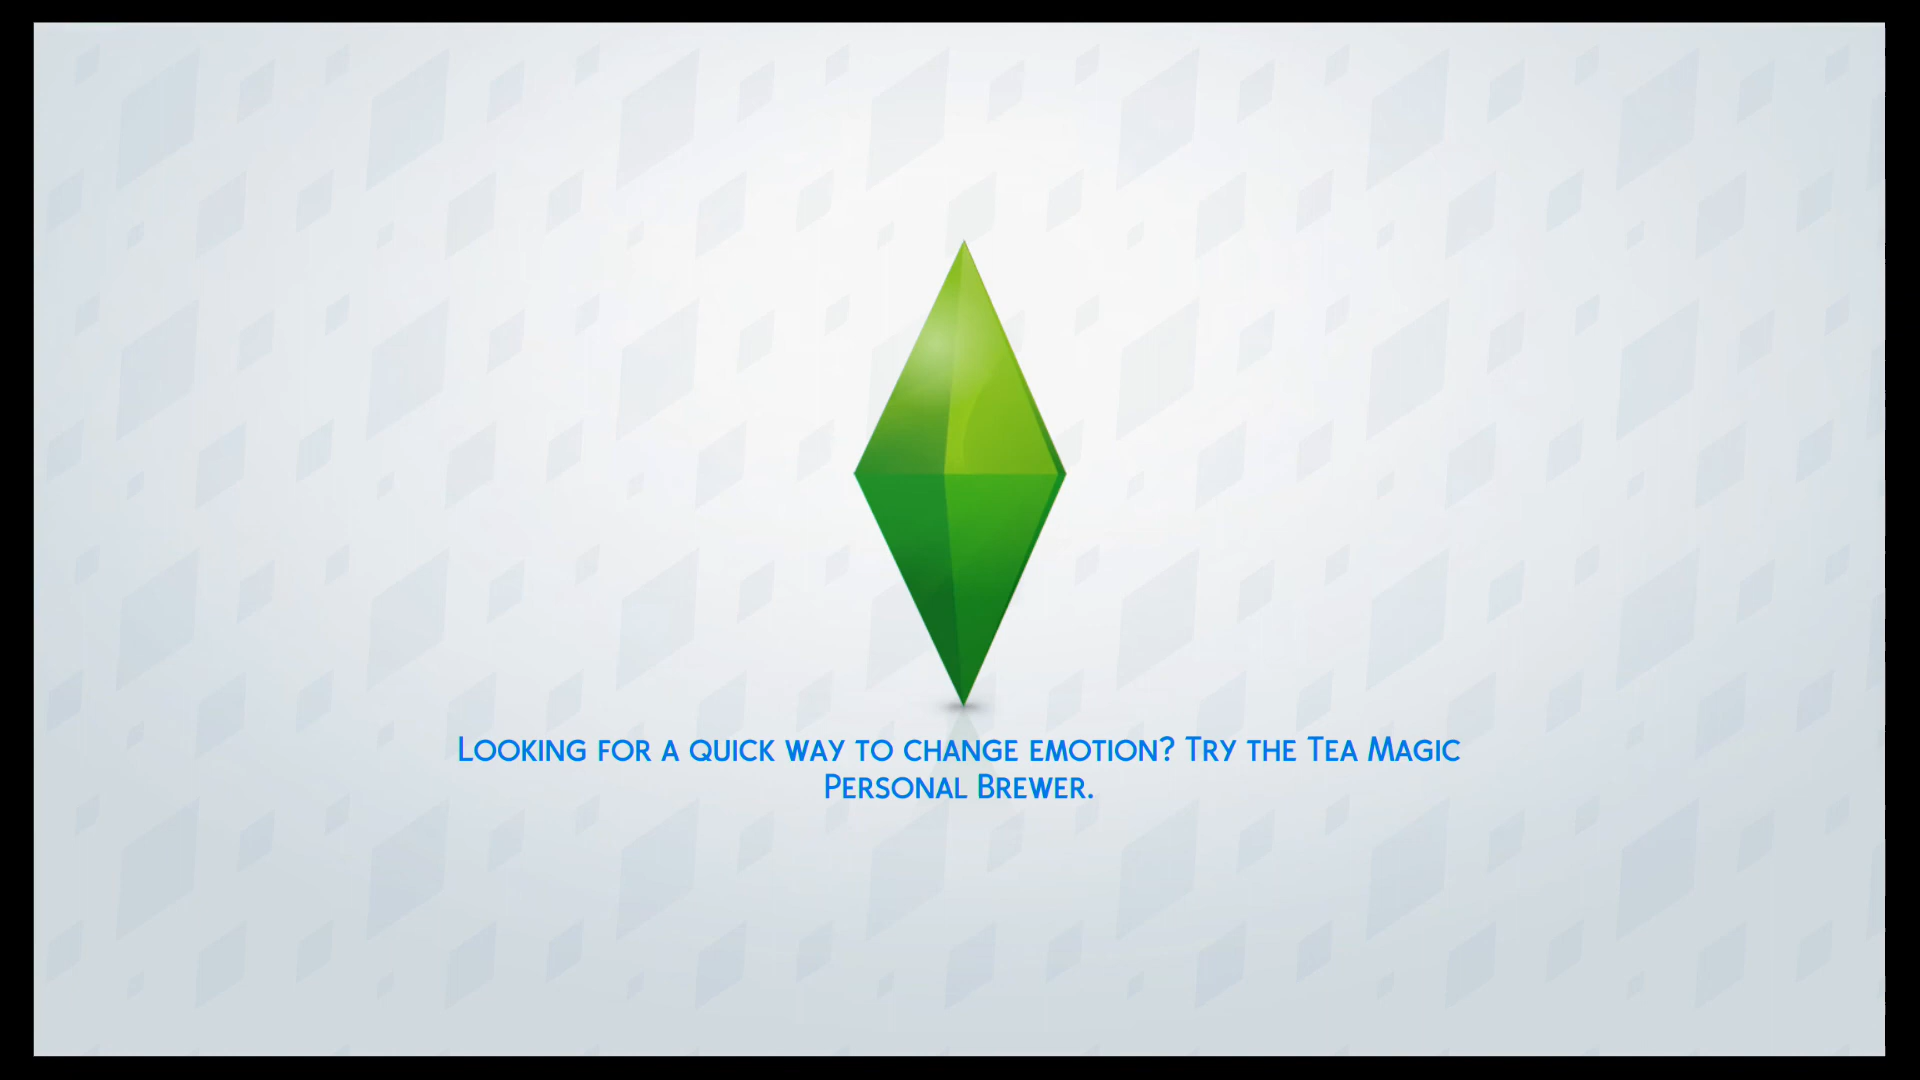 Looking for a quick way to change emotion? Try the Tea Magic
Personal Brewer.